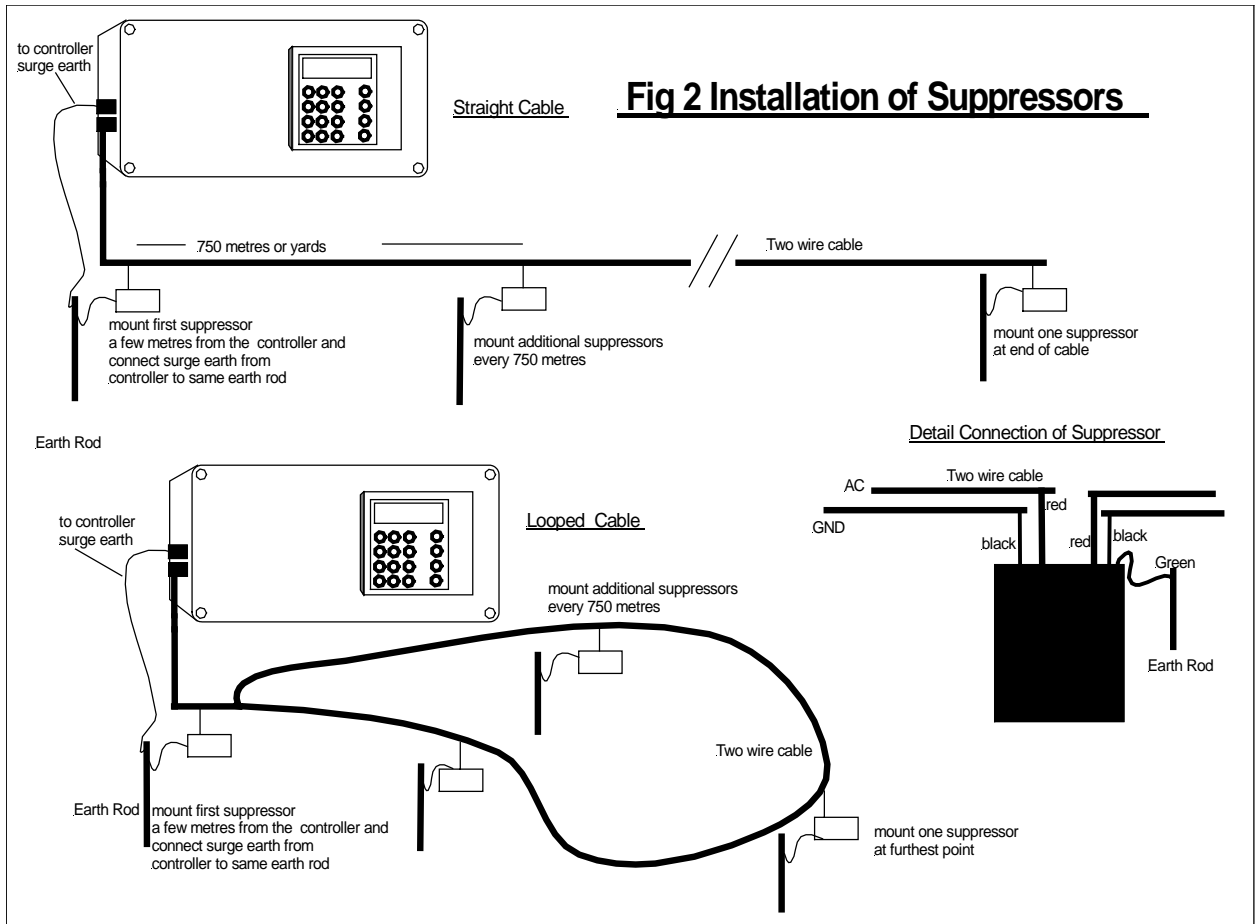 to controller
surge earth
Straight Cable
Fig 2 Installation of Suppressors
750 metres or yards
Two wire cable
mount first suppressor
a few metres from the controller and
connect surge earth from
controller to same earth rod
mount additional suppressors
every 750 metres
mount one suppressor
at end of cable
Earth Rod
Detail Connection of Suppressor
AC
Two wire cable
red
GND
black
red
black
Green
Earth Rod
Looped Cable
to controller
surge earth
mount additional suppressors
every 750 metres
Two wire cable
Earth Rod
mount first suppressor
a few metres from the controller and
connect surge earth from
controller to same earth rod
mount one suppressor
at furthest point